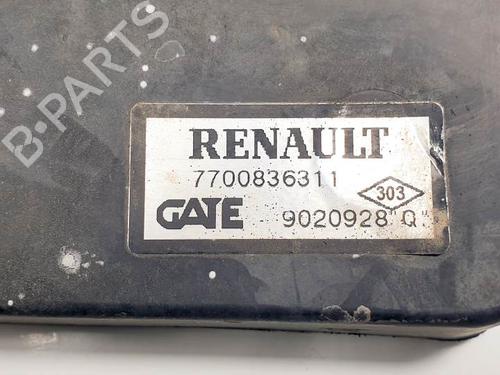 B-PARTS
RENAULT
7700836311
303
GATE
9020928"Q"